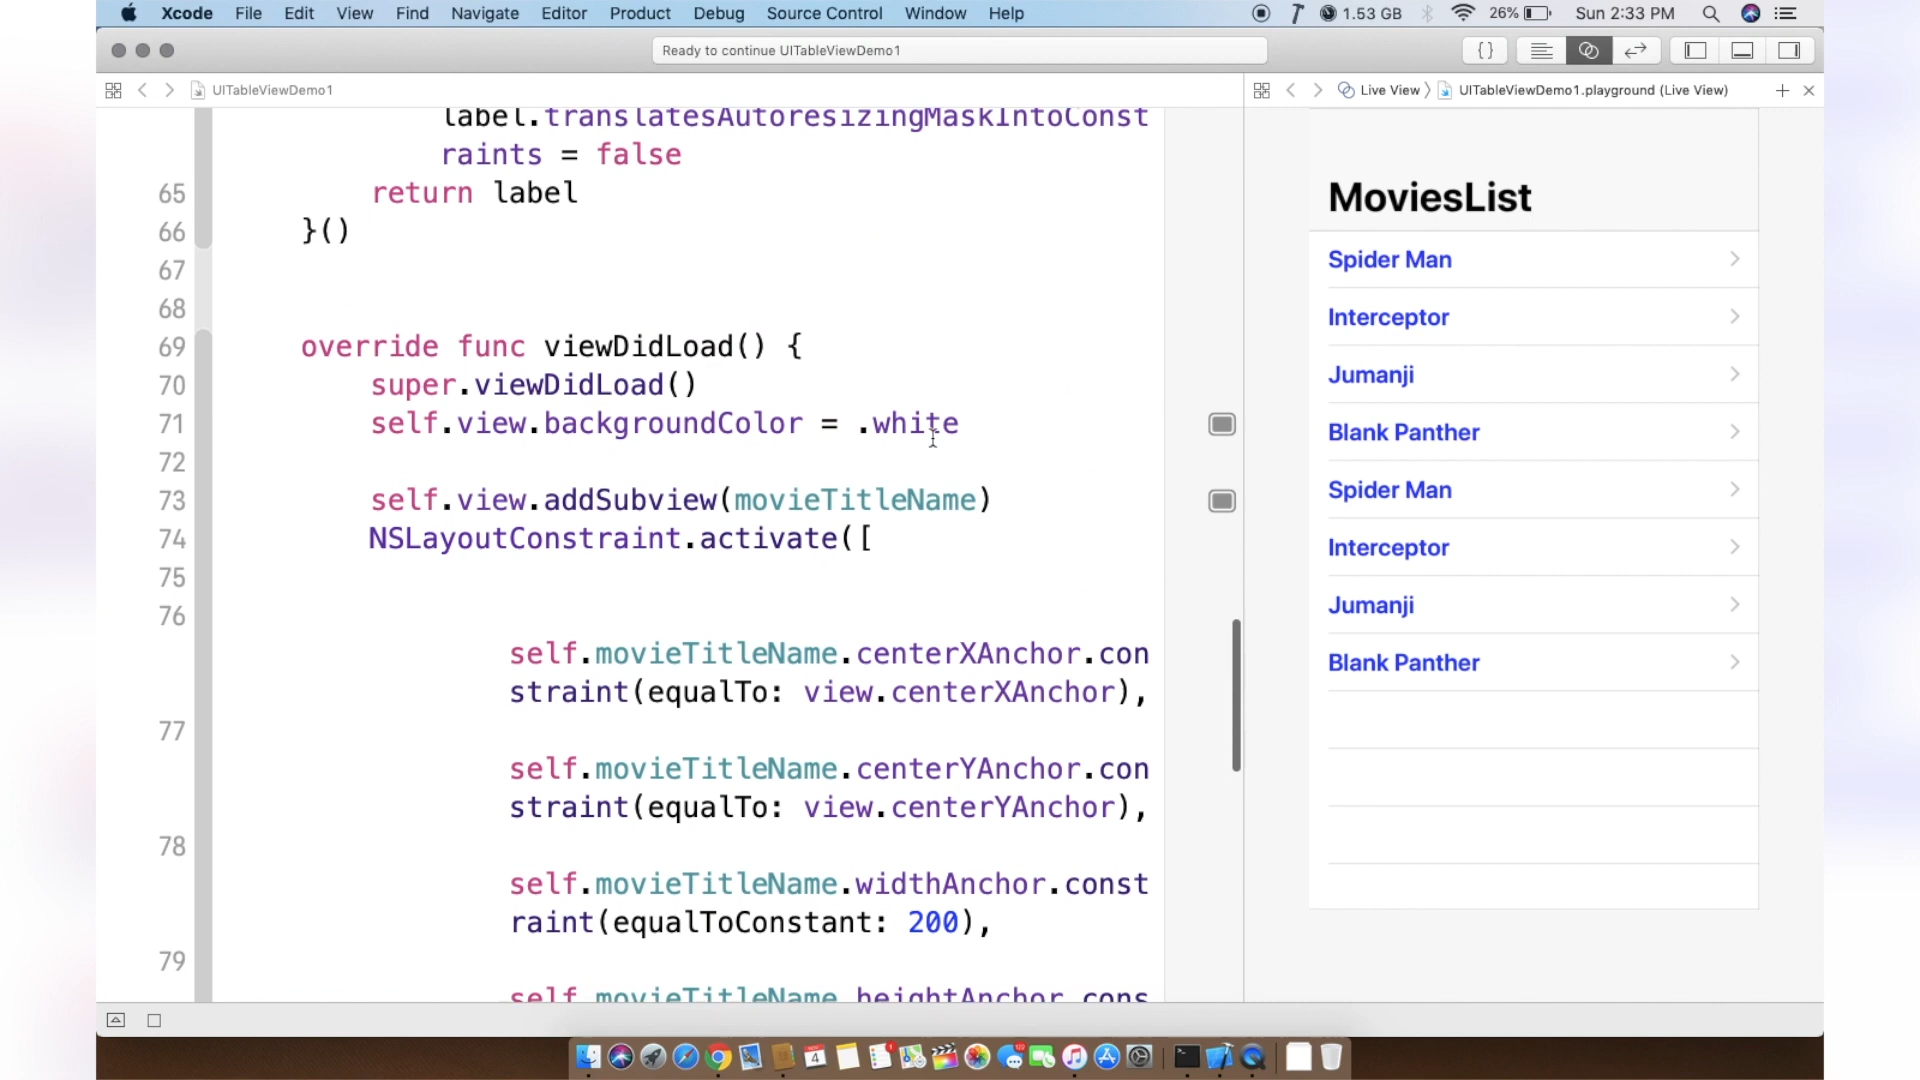 Xcode File Edit View Find Navigate Editor Product Debug Source Control Window Help 1.53 GB 26% Sun 2:33 PM
Ready to continue UITableViewDemo1
{}
UITableViewDemo1
Live View UITableViewDemo1.playground (Live View)
label.translatesAutoresizingMaskIntoConst
raints = false
65 return label
66 }()
67
68
69 override func viewDidLoad() {
70 super.viewDidLoad()
71 self.view.backgroundColor = .white
72
73 self.view.addSubview(movieTitleName)
74 NSLayoutConstraint.activate([
75
76
self.movieTitleName.centerXAnchor.con
straint(equalTo: view.centerXAnchor),
77
self.movieTitleName.centerYAnchor.con
straint(equalTo: view.centerYAnchor),
78
self.movieTitleName.widthAnchor.const
raint(equalToConstant: 200),
79
self.movieTitleName.heightAnchor.cons
MoviesList
Spider Man
Interceptor
Jumanji
Blank Panther
Spider Man
Interceptor
Jumanji
Blank Panther
4